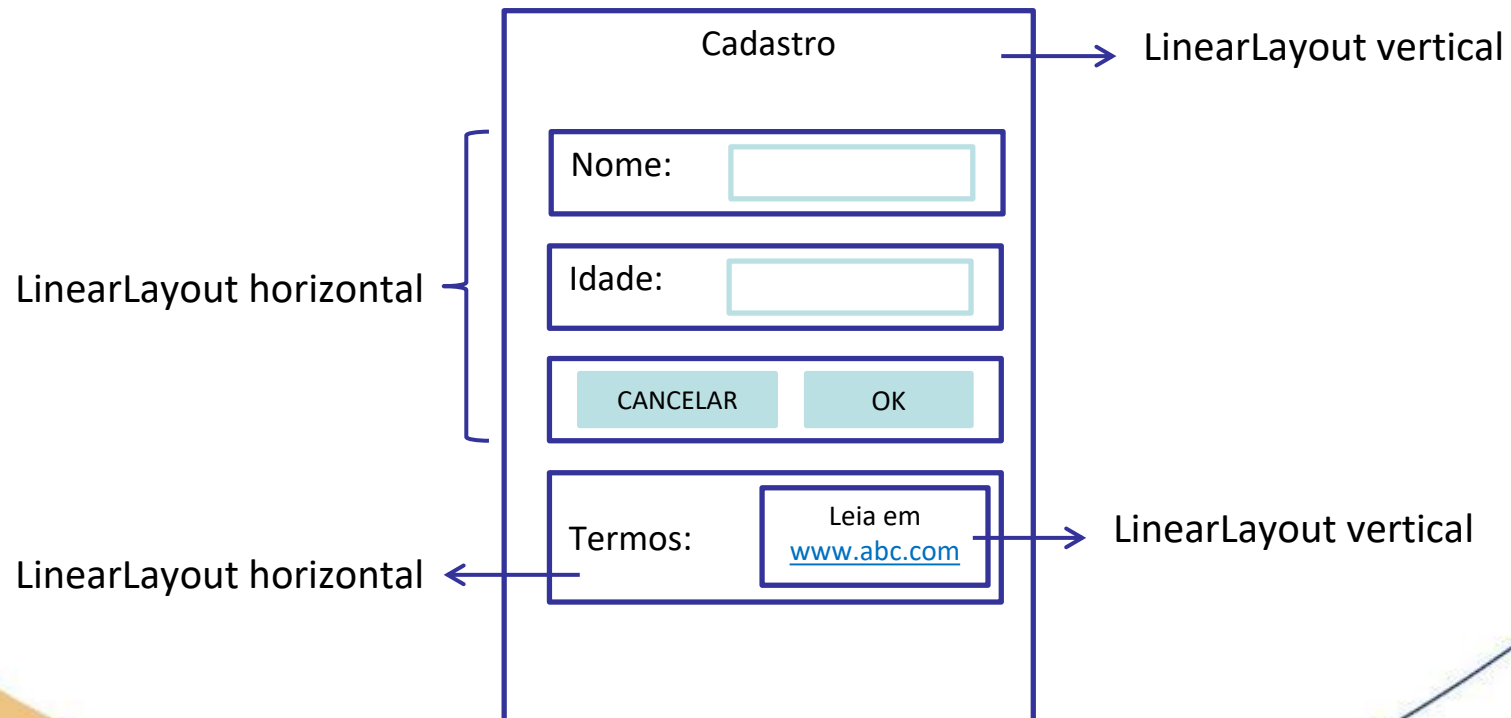 Cadastro
LinearLayout vertical
Nome:
LinearLayout horizontal
Idade:
CANCELAR
OK
Termos:
Leia em
www.abc.com
LinearLayout vertical
LinearLayout horizontal